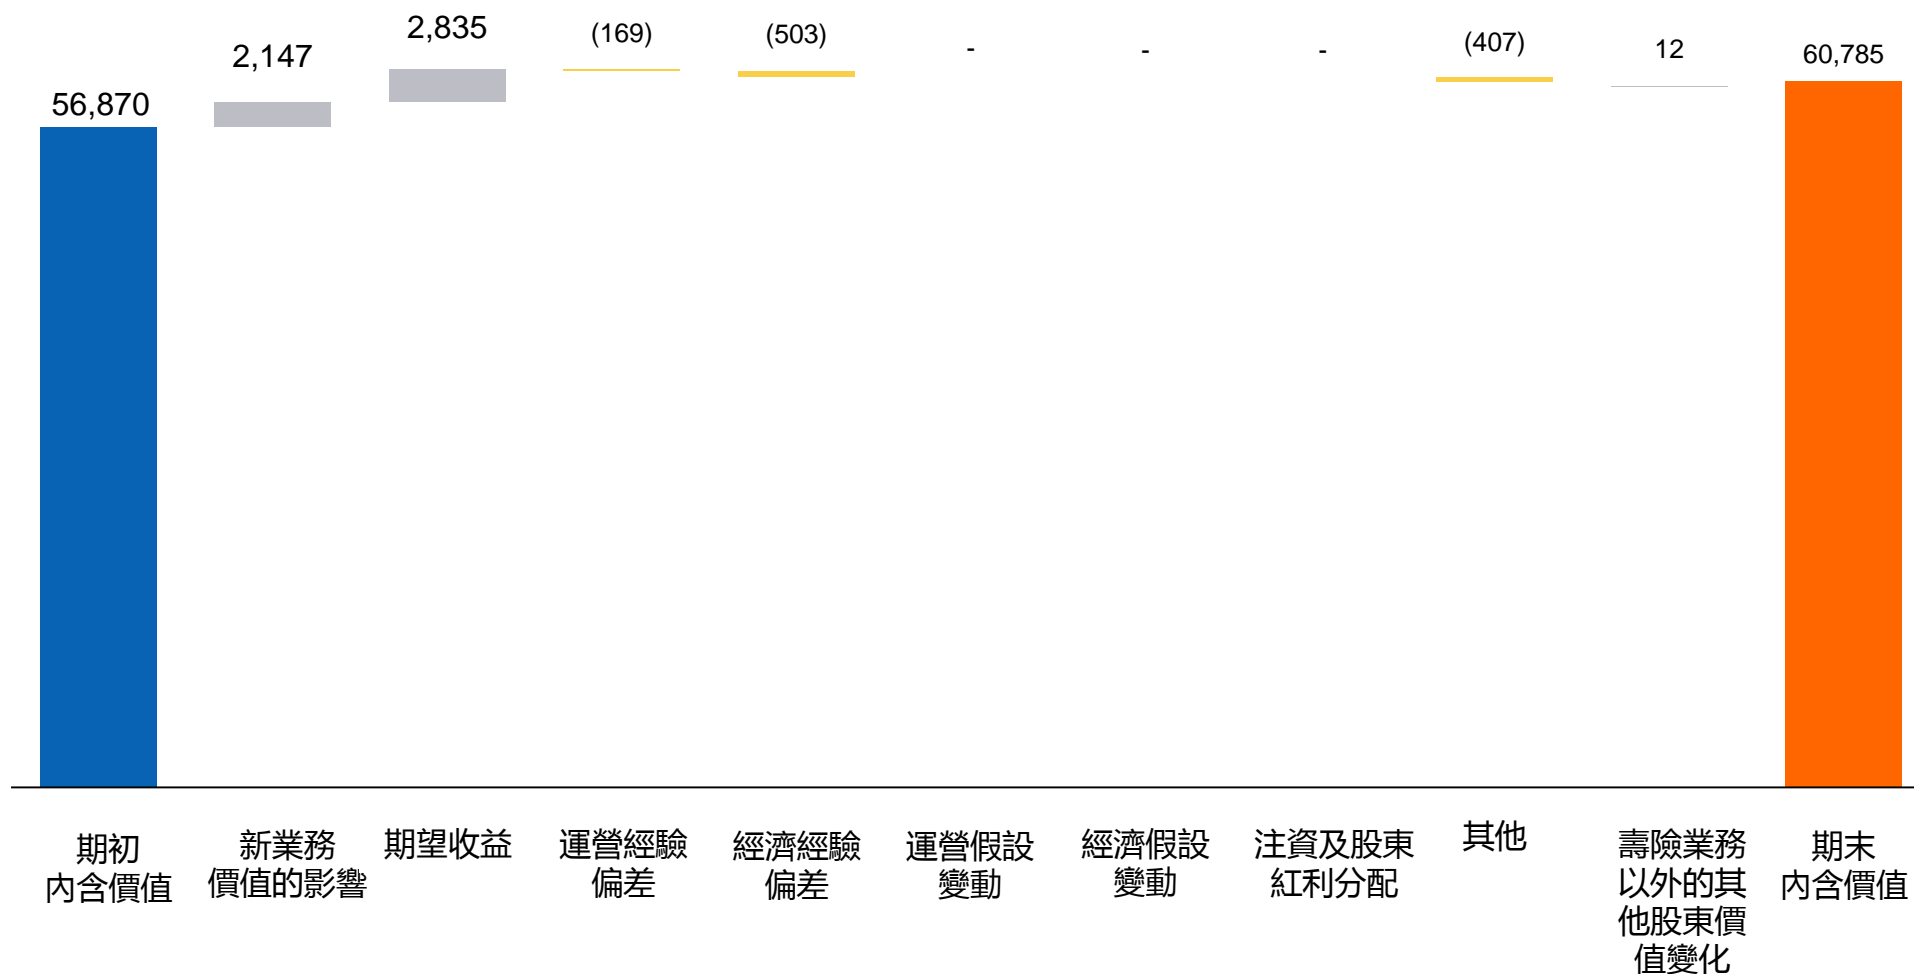 56,870
2,147
2,835
(169)
(503)
-
-
-
(407)
12
60,785
期初
內含價值
新業務
價值的影響
期望收益
運營經驗
偏差
經濟經驗
偏差
運營假設
變動
經濟假設
變動
注資及股東
紅利分配
其他
壽險業務
以外的其
他股東價
值變化
期末
內含價值